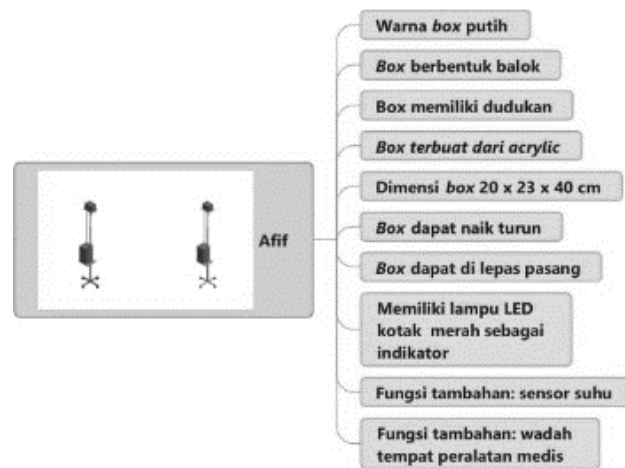 Afif
Warna box putih
Box berbentuk balok
Box memiliki dudukan
Box terbuat dari acrylic
Dimensi box 20 x 23 x 40 cm
Box dapat naik turun
Box dapat di lepas pasang
Memiliki lampu LED
kotak merah sebagai
indikator
Fungsi tambahan: sensor suhu
Fungsi tambahan: wadah
tempat peralatan medis